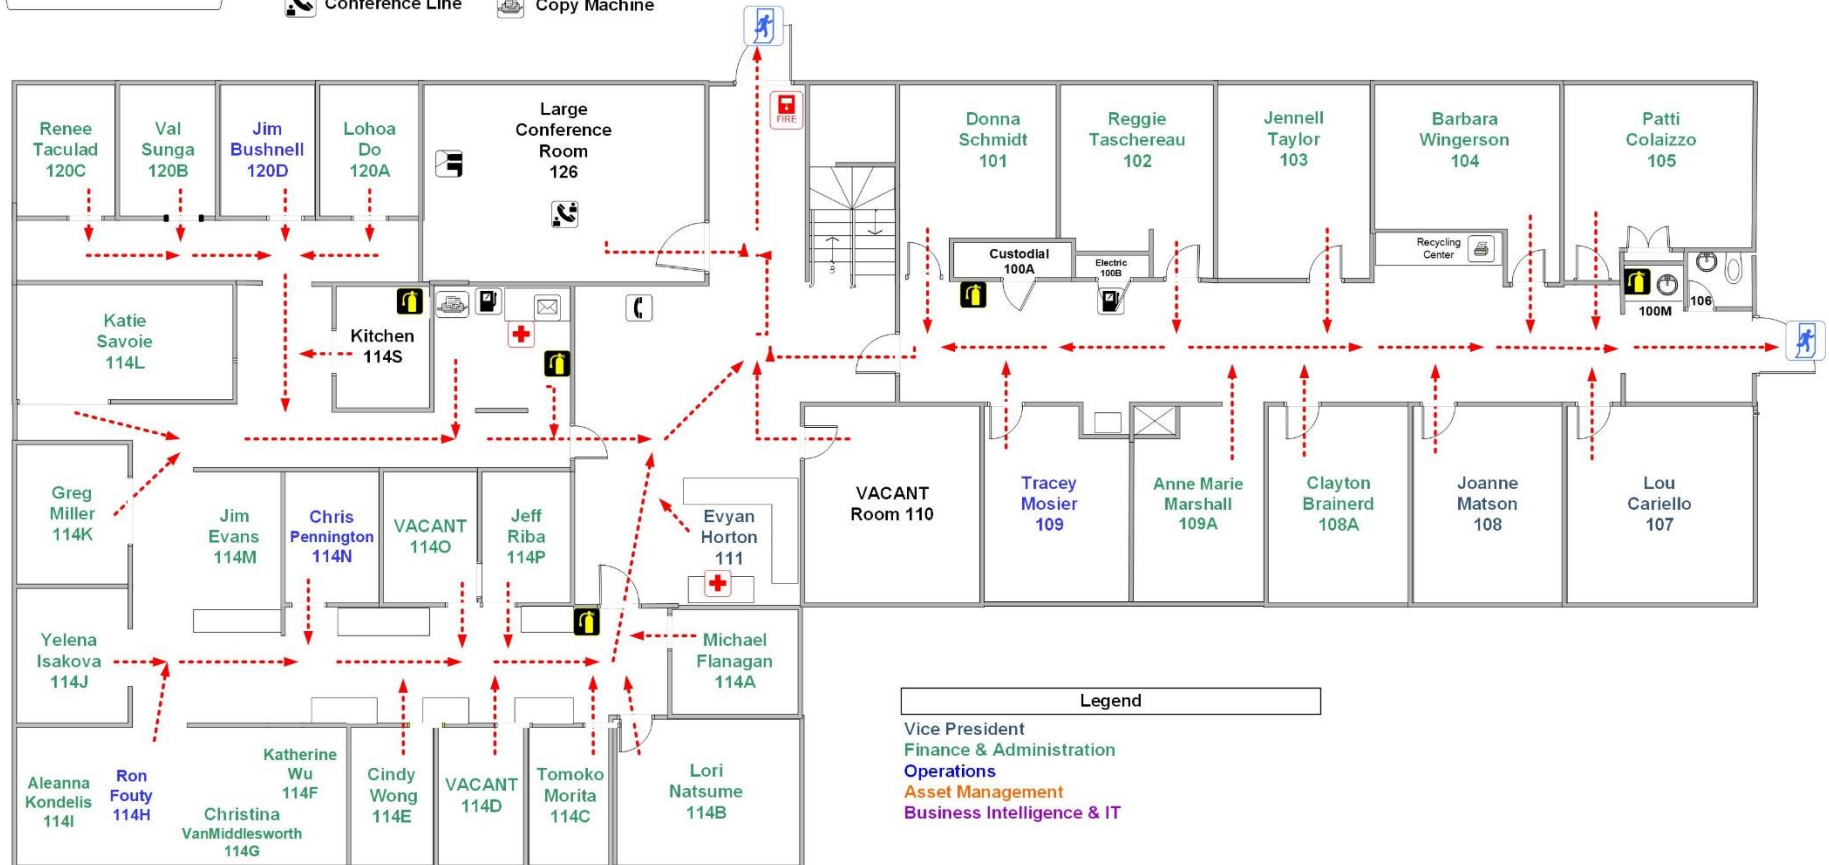 Conference Line
Copy Machine
FIRE
Renee
Taculad
120C
Val
Sunga
120B
Jim
Bushnell
120D
Lohoa
Do
120A
Large
Conference
Room
126
Donna
Schmidt
101
Reggie
Taschereau
102
Jennell
Taylor
103
Barbara
Wingerson
104
Patti
Colaizzo
105
Custodial
100A
Electric
100B
Recycling
Center
106
100M
Katie
Savoie
114L
Kitchen
114S
Greg
Miller
114K
Jim
Evans
114M
Chris
Pennington
114N
VACANT
114O
Jeff
Riba
114P
Evyan
Horton
111
VACANT
Room 110
Tracey
Mosier
109
Anne Marie
Marshall
109A
Clayton
Brainerd
108A
Joanne
Matson
108
Lou
Cariello
107
Yelena
Isakova
114J
Michael
Flanagan
114A
Aleanna
Kondelis
114I
Ron
Fouty
114H
Katherine
Wu
114F
Christina
VanMiddlesworth
114G
Cindy
Wong
114E
VACANT
114D
Tomoko
Morita
114C
Lori
Natsume
114B
Legend
Vice President
Finance & Administration
Operations
Asset Management
Business Intelligence & IT